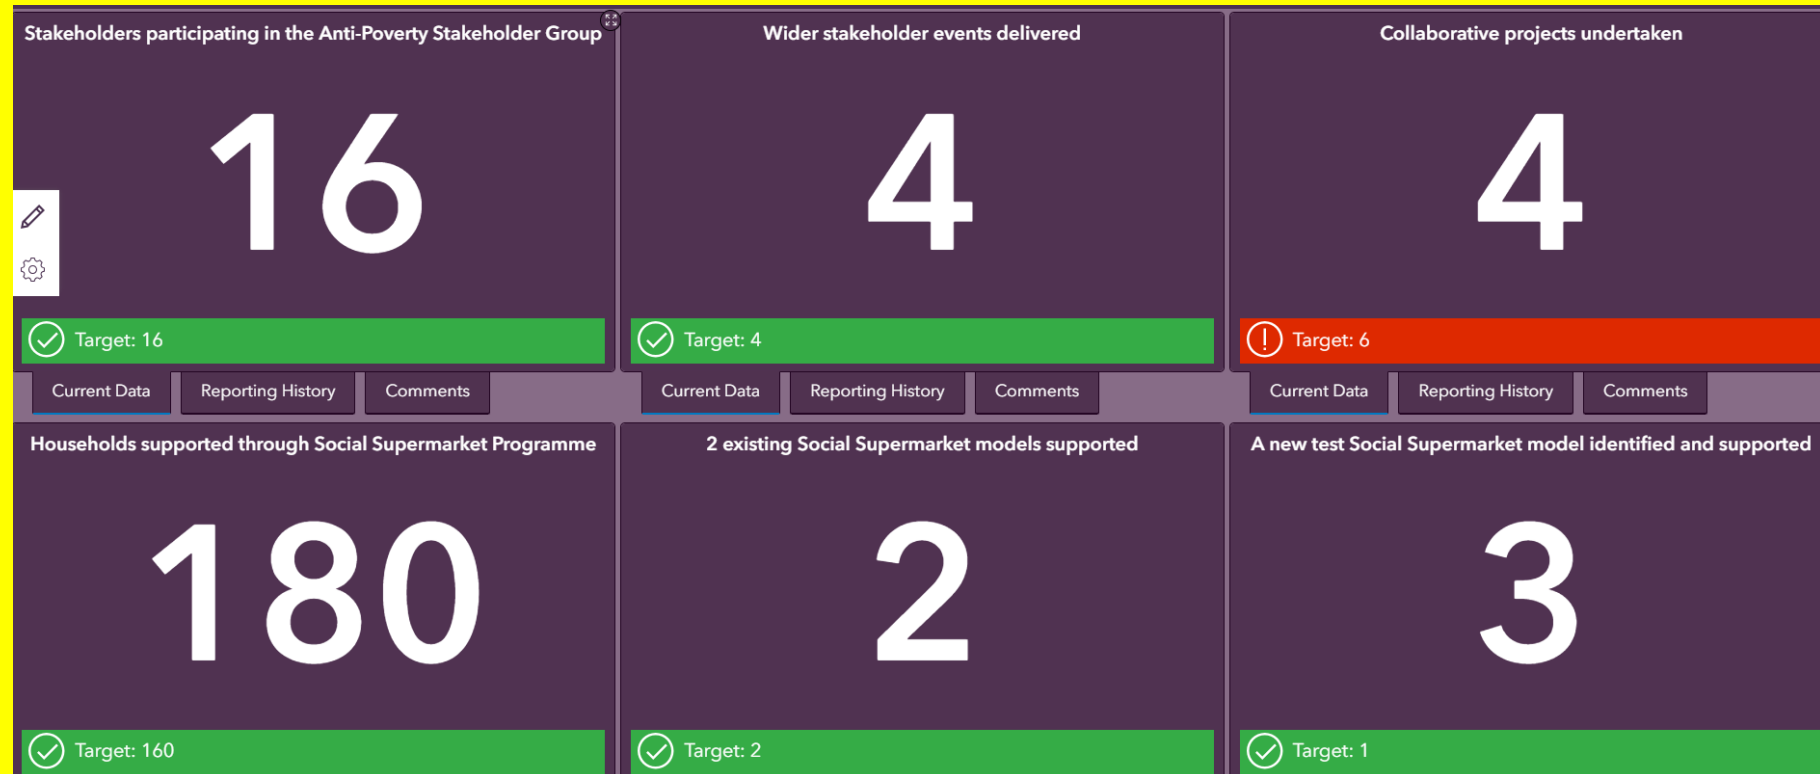 Stakeholders participating in the Anti-Poverty Stakeholder Group
16
Target: 16
Current Data
Reporting History
Comments
Wider stakeholder events delivered
4
Target: 4
Current Data
Reporting History
Comments
Collaborative projects undertaken
4
Target: 6
Current Data
Reporting History
Comments
Households supported through Social Supermarket Programme
180
Target: 160
2 existing Social Supermarket models supported
2
Target: 2
A new test Social Supermarket model identified and supported
3
Target: 1